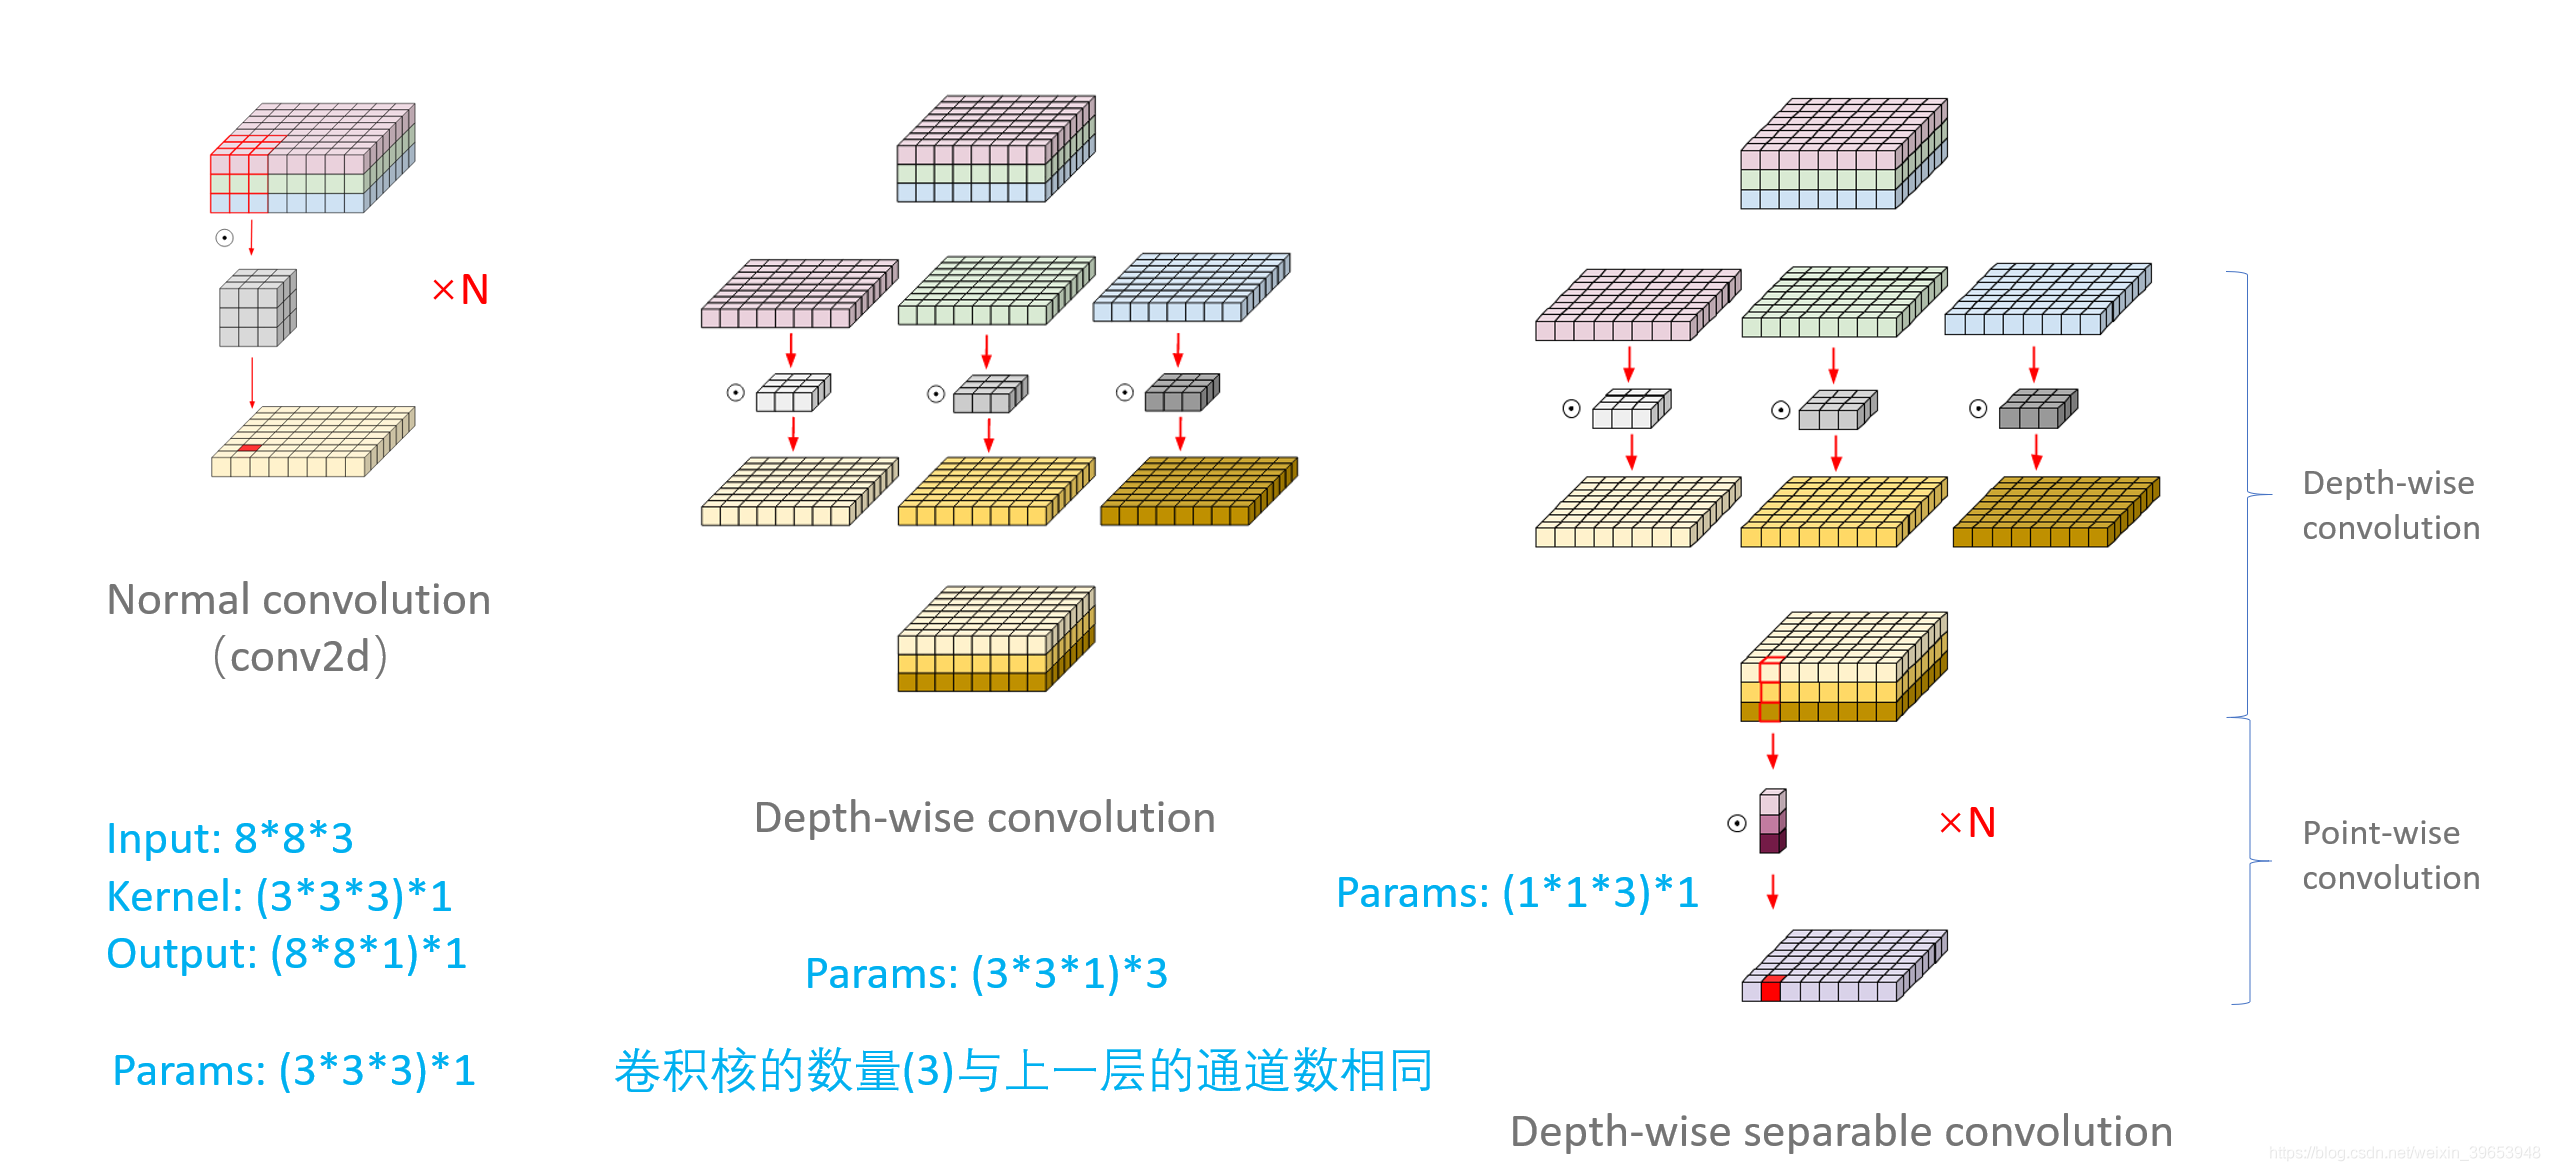 ×N
Normal convolution
（conv2d）
Input: 8*8*3
Kernel: (3*3*3)*1
Output: (8*8*1)*1
Params: (3*3*3)*1
Depth-wise convolution
Params: (3*3*1)*3
卷积核的数量(3)与上一层的通道数相同
Depth-wise
convolution
×N
Params: (1*1*3)*1
Point-wise
convolution
Depth-wise separable convolution
https://blog.csdn.net/weixin_39653948